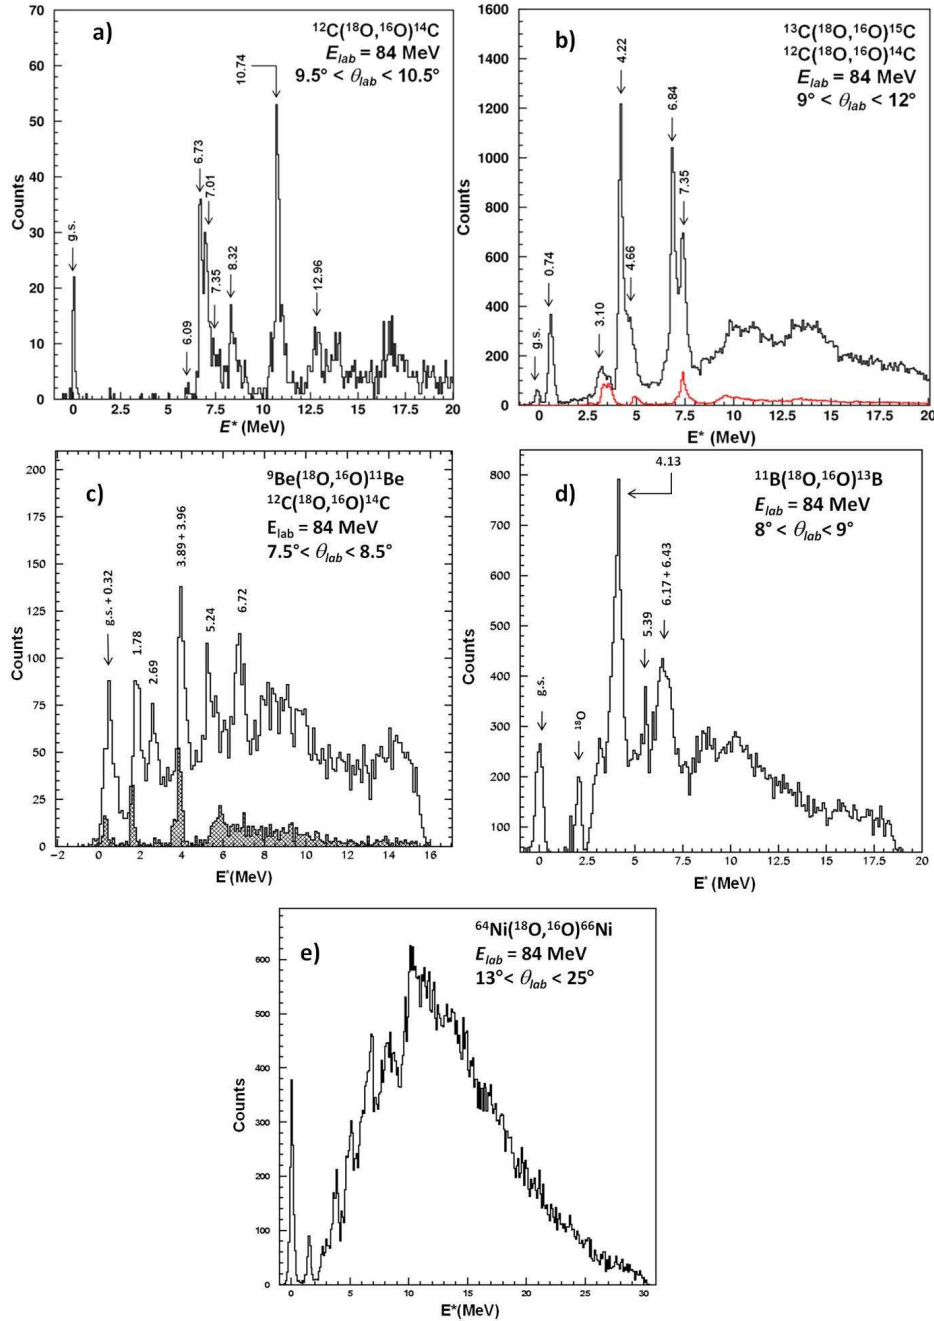 a)
¹²C(¹⁸O,¹⁶O)¹⁴C
E_lab = 84 MeV
9.5° < θ_lab < 10.5°
g.s.
6.09
6.73
7.01
7.35
8.32
10.74
12.96
Counts
70
60
50
40
30
20
10
0
0 2.5 5 7.5 10 12.5 15 17.5 20
E* (MeV)
b)
¹³C(¹⁸O,¹⁶O)¹⁵C
¹²C(¹⁸O,¹⁶O)¹⁴C
E_lab = 84 MeV
9° < θ_lab < 12°
g.s.
0.74
3.10
4.22
4.66
6.84
7.35
Counts
1600
1400
1200
1000
800
600
400
200
0
0 2.5 5 7.5 10 12.5 15 17.5 20
E* (MeV)
c)
⁹Be(¹⁸O,¹⁶O)¹¹Be
¹²C(¹⁸O,¹⁶O)¹⁴C
E_lab = 84 MeV
7.5°< θ_lab < 8.5°
g.s. + 0.32
1.78
2.69
3.89 + 3.96
5.24
6.72
Counts
200
175
150
125
100
75
50
25
0
−2 0 2 4 6 8 10 12 14 16
E*(MeV)
d)
¹¹B(¹⁸O,¹⁶O)¹³B
E_lab = 84 MeV
8° < θ_lab< 9°
g.s.
¹⁸O
4.13
5.39
6.17 + 6.43
Counts
800
700
600
500
400
300
200
100
0 2.5 5 7.5 10 12.5 15 17.5 20
E* (MeV)
e)
⁶⁴Ni(¹⁸O,¹⁶O)⁶⁶Ni
E_lab = 84 MeV
13°< θ_lab < 25°
Counts
600
500
400
300
200
100
0
0 5 10 15 20 25 30
E*(MeV)